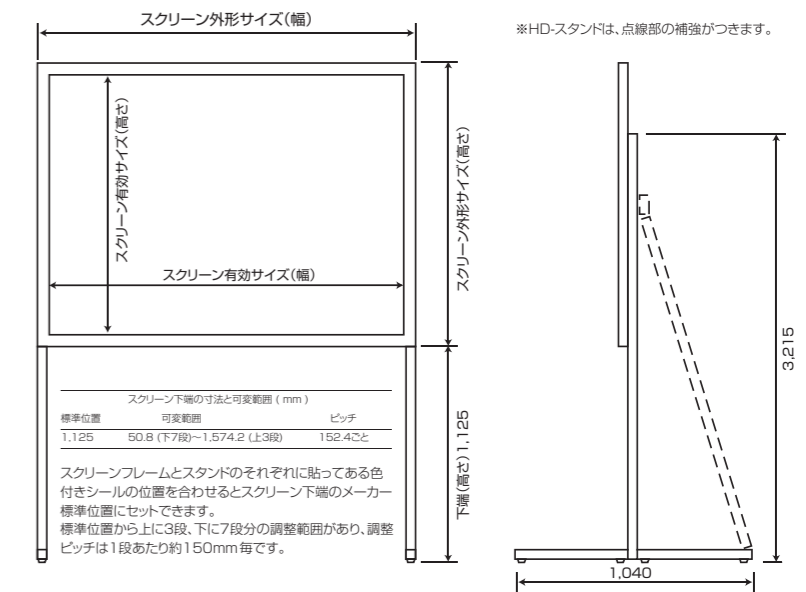 スクリーン外形サイズ（幅）
※HD-スタンドは、点線部の補強がつきます。
スクリーン有効サイズ（高さ）
スクリーン外形サイズ（高さ）
スクリーン有効サイズ（幅）
3,215
スクリーン下端の寸法と可変範囲 ( mm )
標準位置 可変範囲 ピッチ
1,125 50.8 (下7段)〜1,574.2 (上3段) 152.4ごと
下端（高さ）1,125
スクリーンフレームとスタンドのそれぞれに貼ってある色
付きシールの位置を合わせるとスクリーン下端のメーカー
標準位置にセットできます。
標準位置から上に3段、下に7段分の調整範囲があり、調整
ピッチは1段あたり約150mm毎です。
1,040